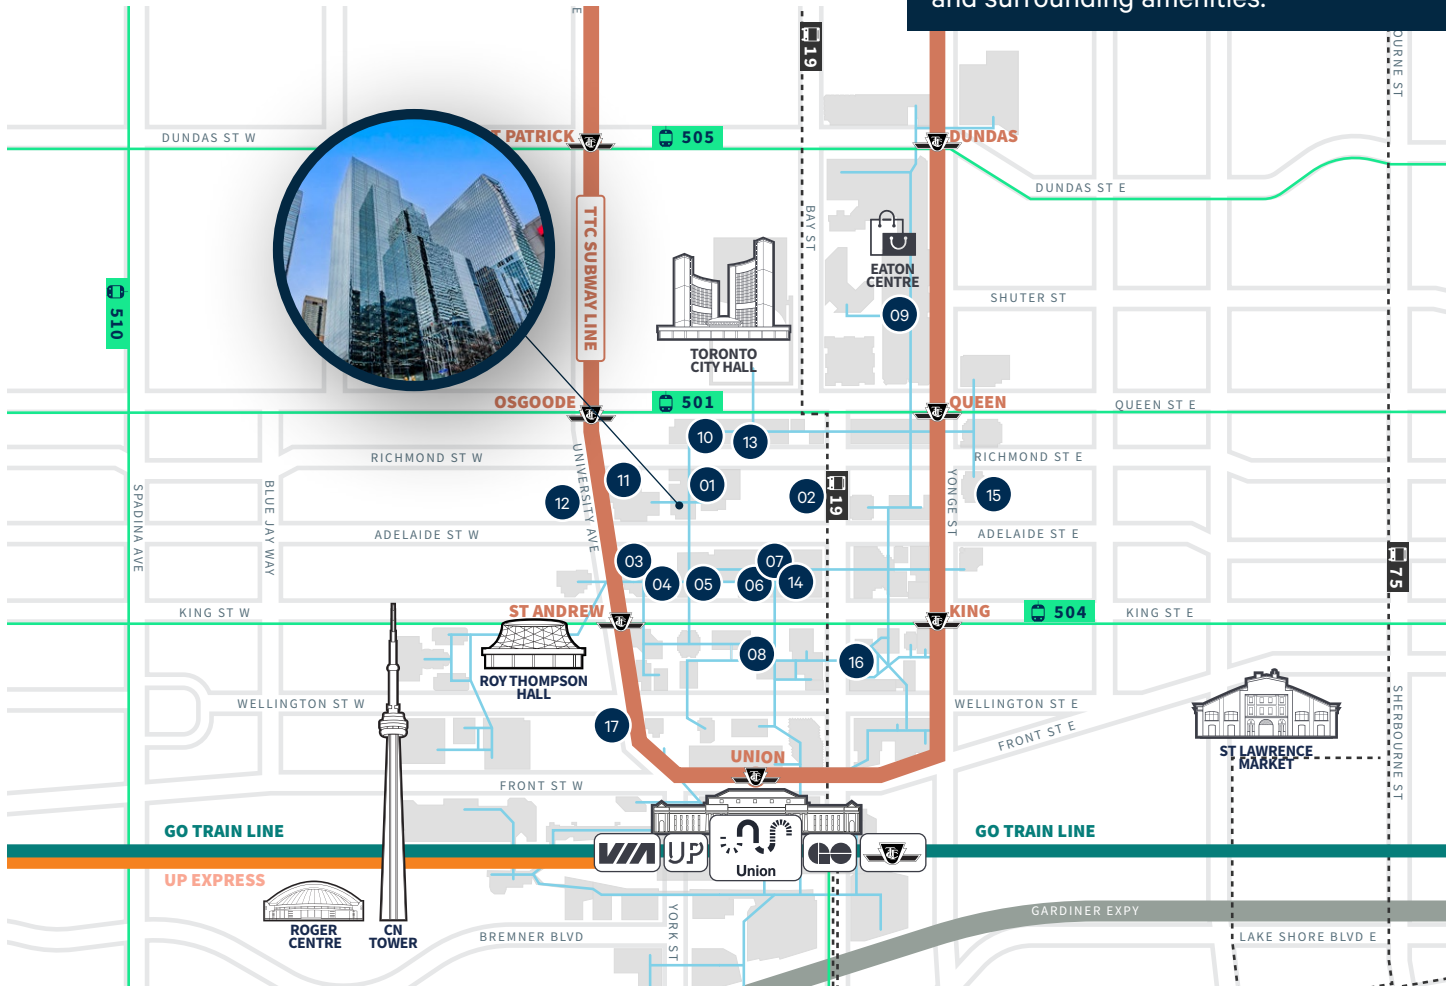 and surrounding amenities.
E
19
OURNE ST
DUNDAS ST W
T PATRICK
505
DUNDAS
DUNDAS ST E
BAY ST
TTC SUBWAY LINE
EATON
CENTRE
510
SHUTER ST
09
TORONTO
CITY HALL
OSGOODE
501
QUEEN
QUEEN ST E
10
13
RICHMOND ST W
UNIVERSITY AVE
RICHMOND ST E
11
01
12
02
19
15
SPADINA AVE
BLUE JAY WAY
YONGE ST
ADELAIDE ST W
ADELAIDE ST E
03
07
04
05
06
14
75
KING ST W
ST ANDREW
KING
504
KING ST E
08
16
ROY THOMPSON
HALL
WELLINGTON ST W
WELLINGTON ST E
SHERBOURNE ST
17
FRONT ST E
UNION
ST LAWRENCE
MARKET
FRONT ST W
GO TRAIN LINE
GO TRAIN LINE
VIA
UP
Union
GO
TTC
UP EXPRESS
ROGER
CENTRE
CN
TOWER
YORK ST
BREMNER BLVD
GARDINER EXPY
LAKE SHORE BLVD E